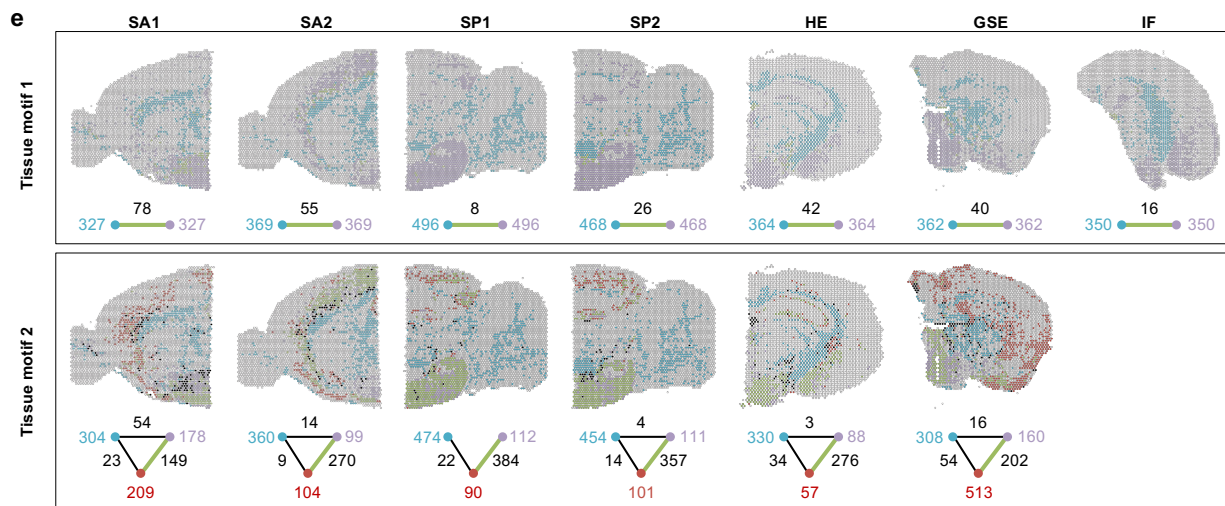 e
SA1 SA2 SP1 SP2 HE GSE IF
Tissue motif 1
78 55 8 26 42 40 16
327 327 369 369 496 496 468 468 364 364 362 362 350 350
Tissue motif 2
54 14 4 3 16
304 178 360 99 474 112 454 111 330 88 308 160
23 149 9 270 22 384 14 357 34 276 54 202
209 104 90 101 57 513